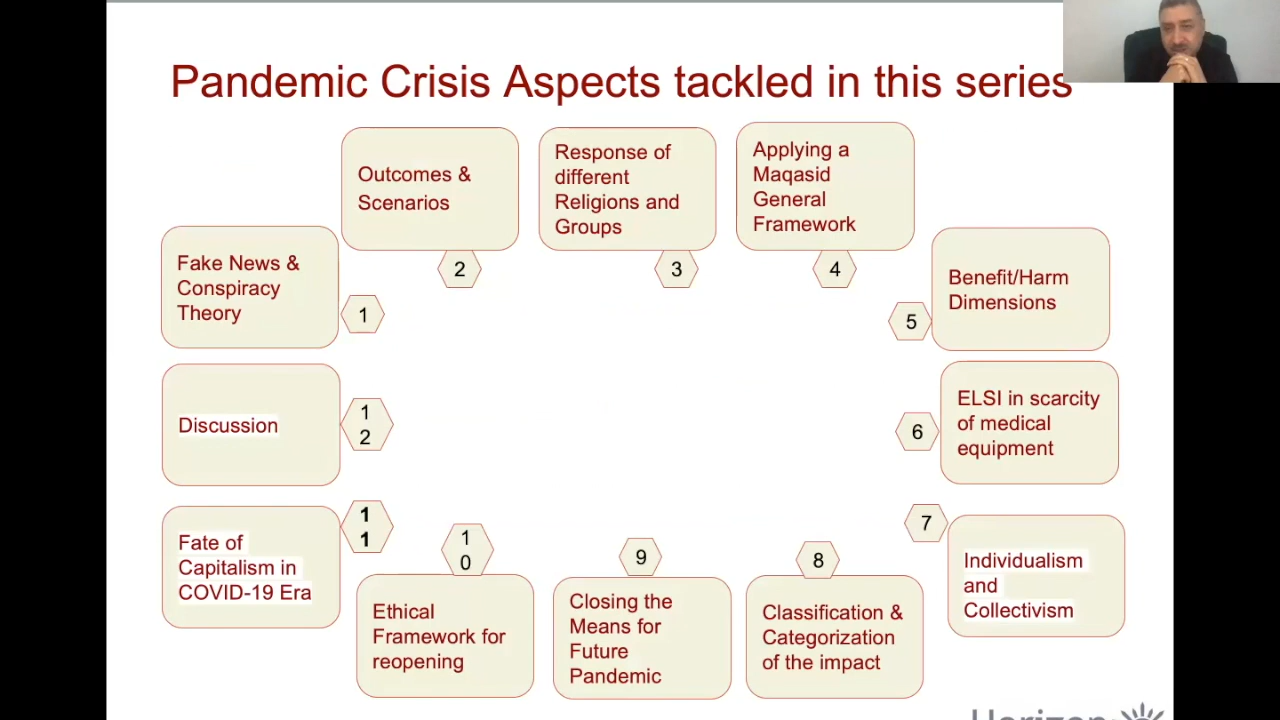 Pandemic Crisis Aspects tackled in this series
Fake News &
Conspiracy
Theory
1
Outcomes &
Scenarios
2
Response of
different
Religions and
Groups
3
Applying a
Maqasid
General
Framework
4
Benefit/Harm
Dimensions
5
ELSI in scarcity
of medical
equipment
6
Individualism
and
Collectivism
7
Classification &
Categorization
of the impact
8
Closing the
Means for
Future
Pandemic
9
Ethical
Framework for
reopening
1
0
Fate of
Capitalism in
COVID-19 Era
1
1
Discussion
1
2